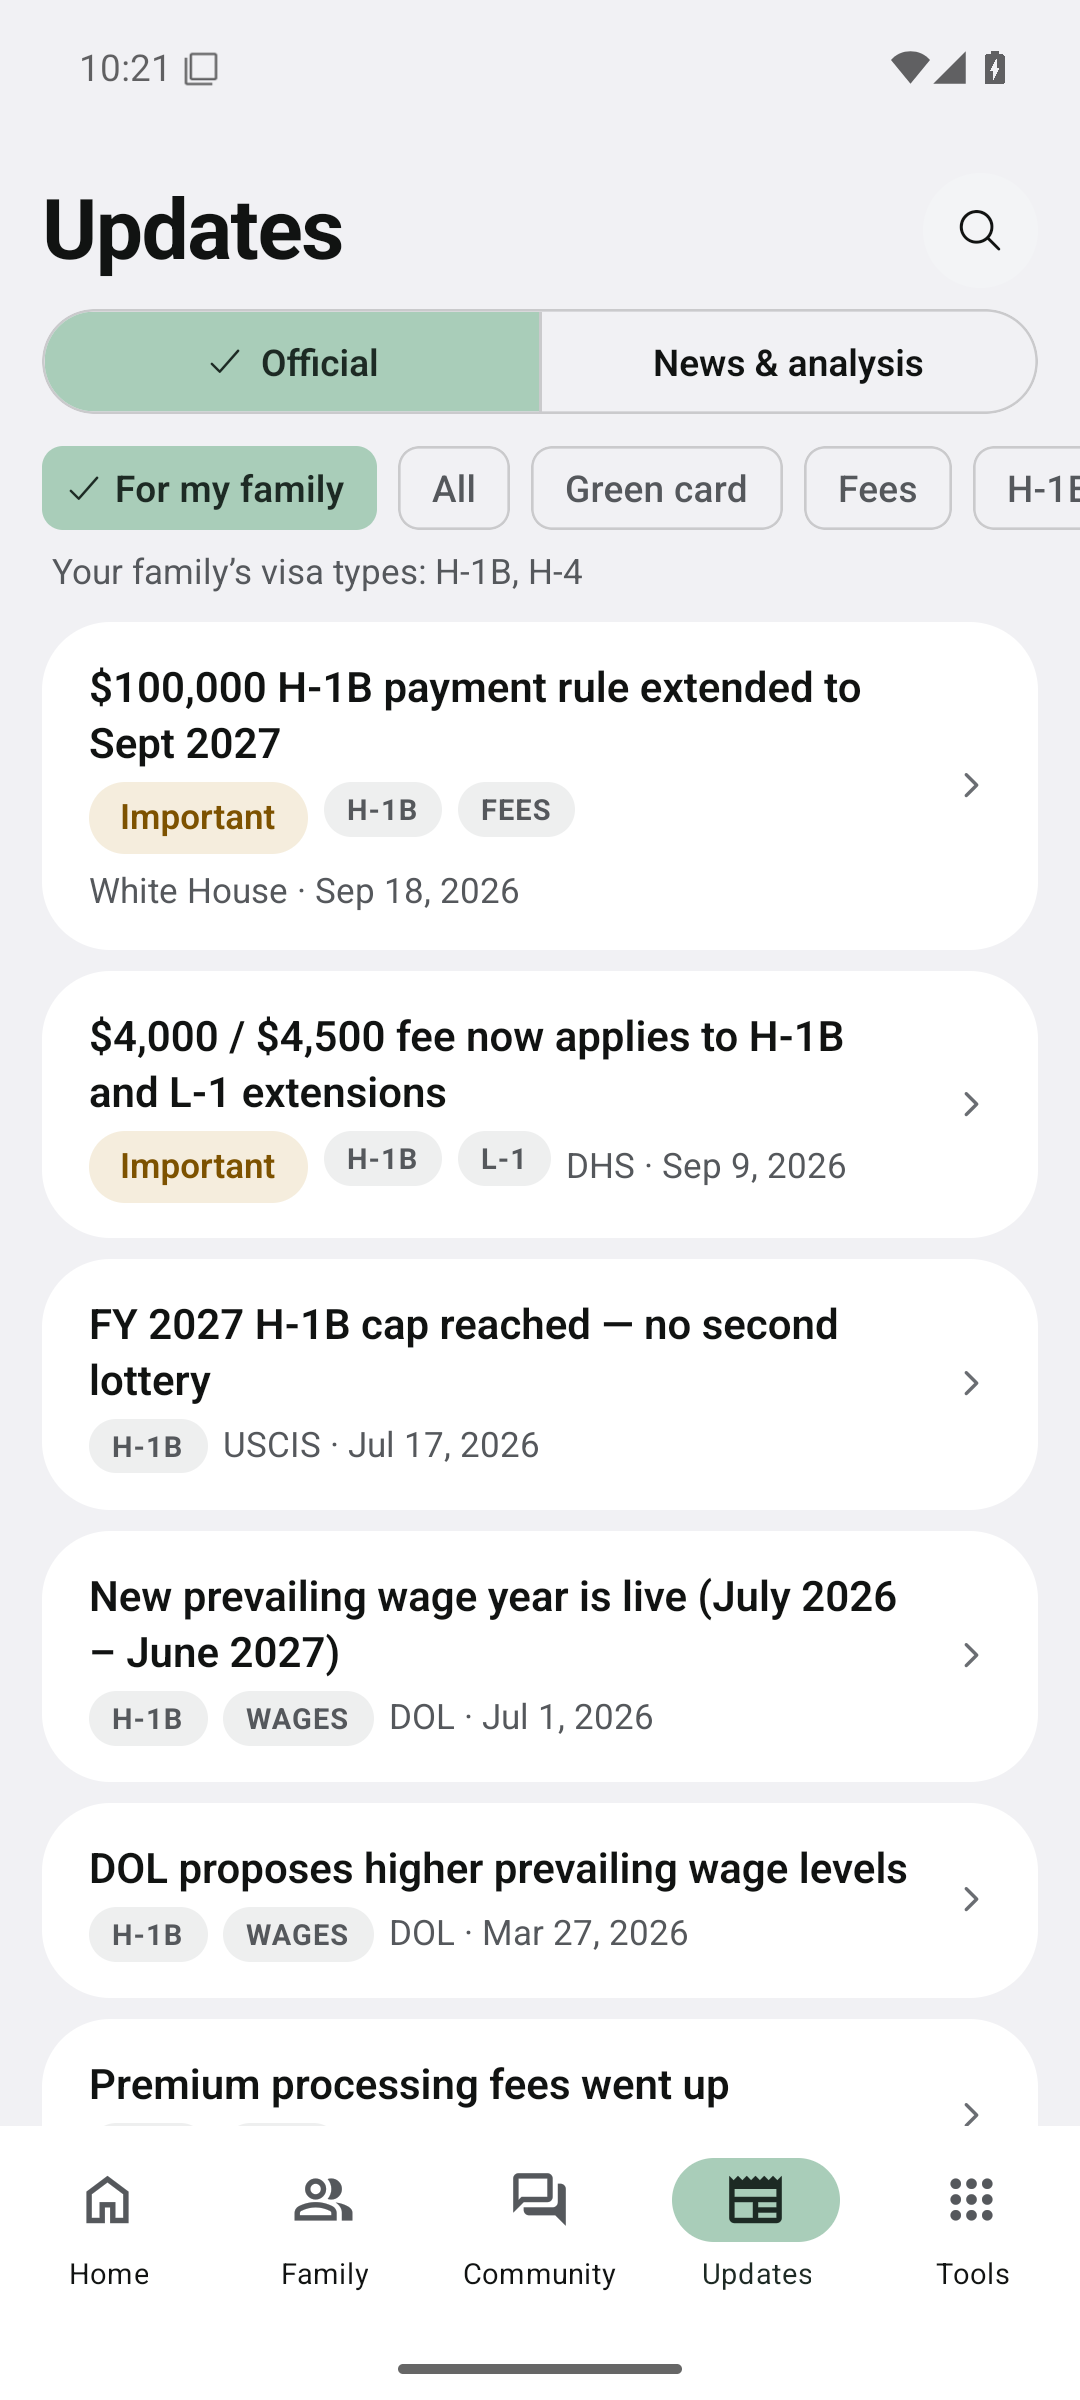 10:21
Updates
Official
News & analysis
For my family
All
Green card
Fees
H-1B
Your family’s visa types: H-1B, H-4
$100,000 H-1B payment rule extended to
Sept 2027
Important
H-1B
FEES
White House · Sep 18, 2026
$4,000 / $4,500 fee now applies to H-1B
and L-1 extensions
Important
H-1B
L-1
DHS · Sep 9, 2026
FY 2027 H-1B cap reached — no second
lottery
H-1B
USCIS · Jul 17, 2026
New prevailing wage year is live (July 2026
– June 2027)
H-1B
WAGES
DOL · Jul 1, 2026
DOL proposes higher prevailing wage levels
H-1B
WAGES
DOL · Mar 27, 2026
Premium processing fees went up
Home
Family
Community
Updates
Tools